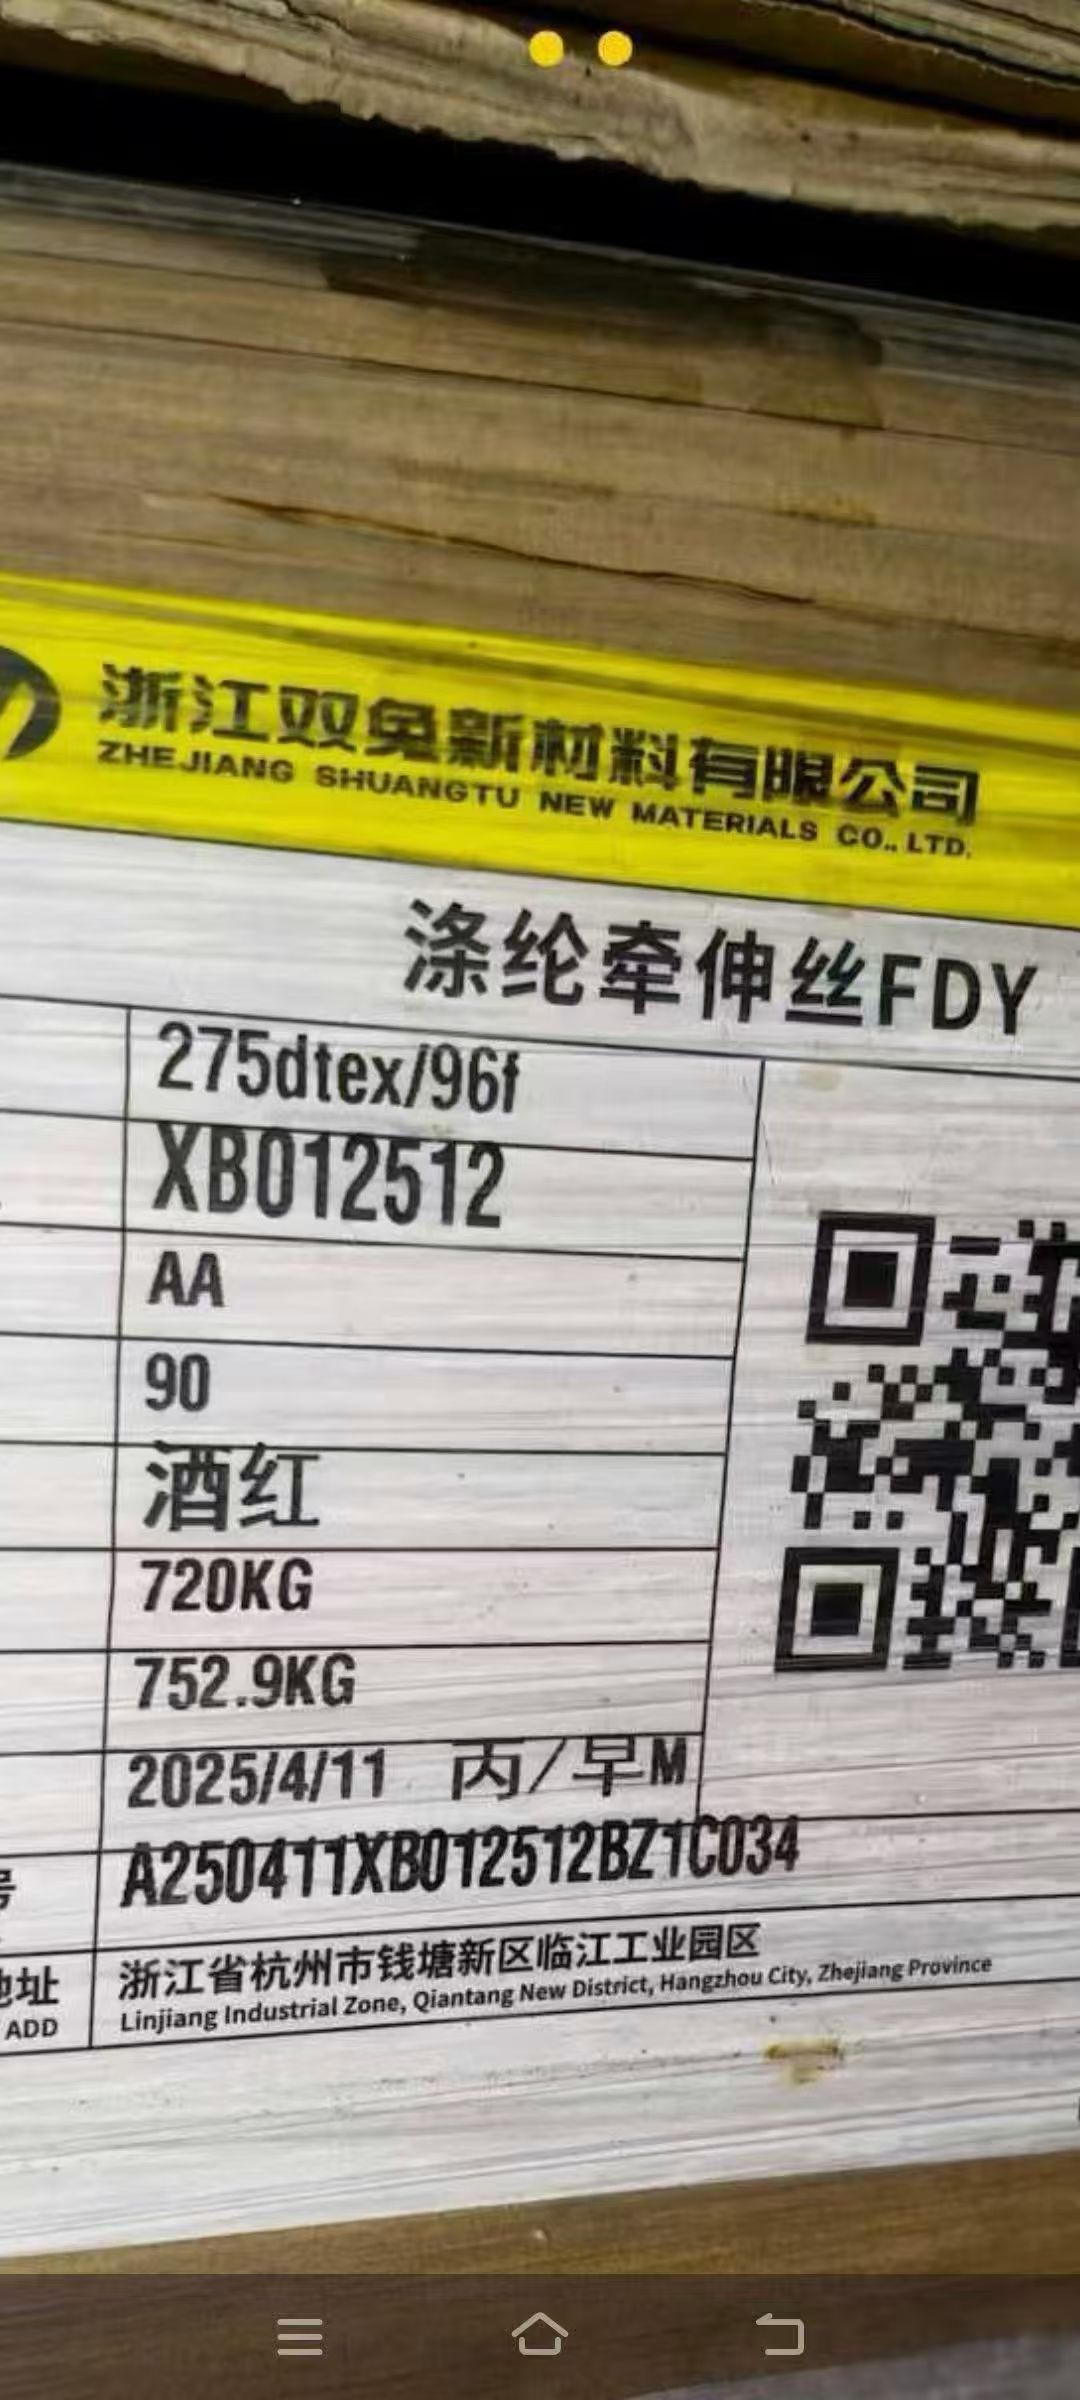 浙江双兔新材料有限公司
ZHEJIANG SHUANGTU NEW MATERIALS CO., LTD.
涤纶牵伸丝FDY
275dtex/96f
XB012512
AA
90
酒红
720KG
752.9KG
2025/4/11 丙/早M
号 A250411XB012512BZ1C034
地址 浙江省杭州市钱塘新区临江工业园区
ADD Linjiang Industrial Zone, Qiantang New District, Hangzhou City, Zhejiang Province